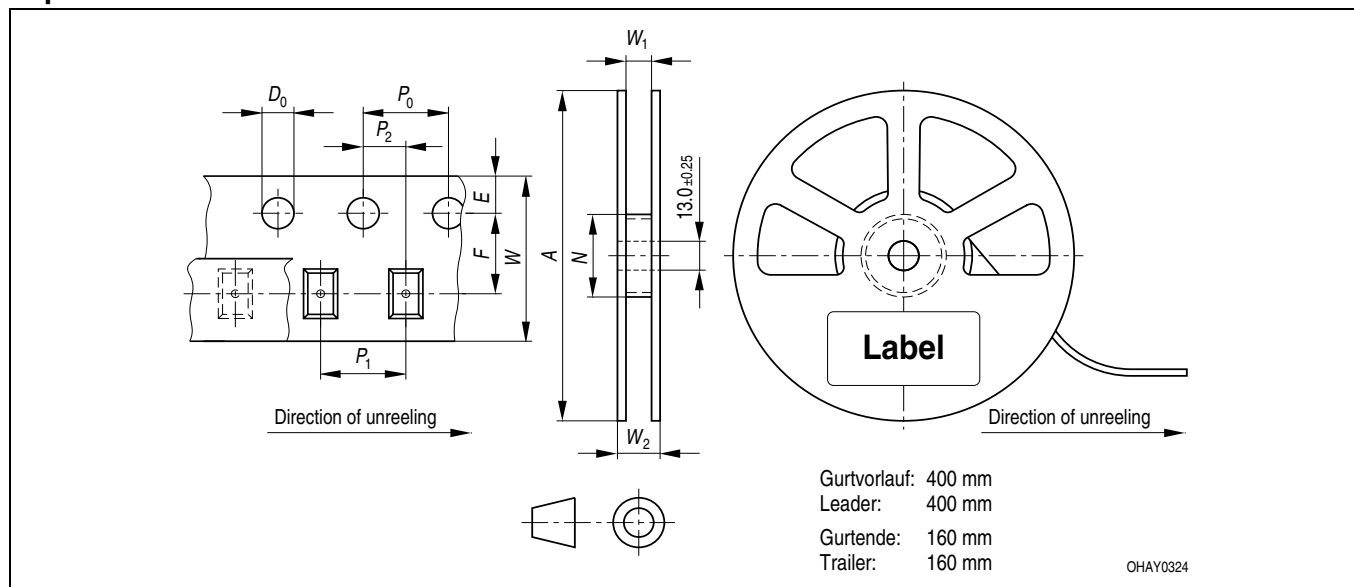 W1
D0
P0
P2
E
F
W
A
N
13.0±0.25
P1
W2
Label
Direction of unreeling
Direction of unreeling
Gurtvorlauf: 400 mm
Leader: 400 mm
Gurtende: 160 mm
Trailer: 160 mm
OHAY0324